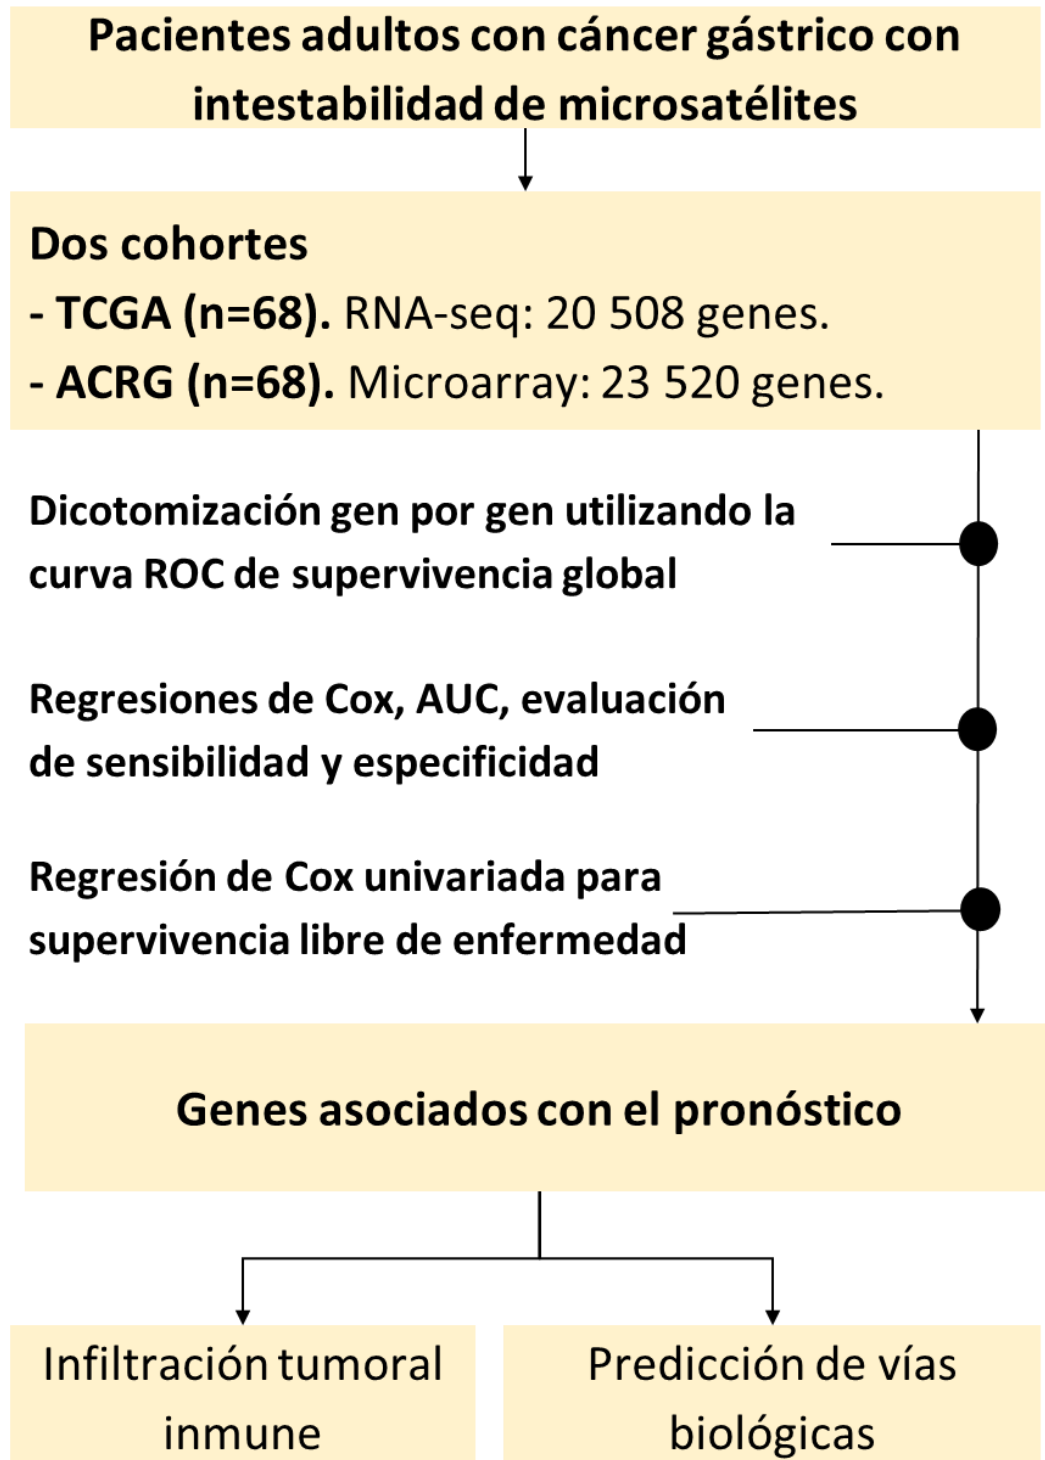 Pacientes adultos con cáncer gástrico con
intestabilidad de microsatélites
Dos cohortes
- TCGA (n=68). RNA-seq: 20 508 genes.
- ACRG (n=68). Microarray: 23 520 genes.
Dicotomización gen por gen utilizando la
curva ROC de supervivencia global
Regresiones de Cox, AUC, evaluación
de sensibilidad y especificidad
Regresión de Cox univariada para
supervivencia libre de enfermedad
Genes asociados con el pronóstico
Infiltración tumoral
inmune
Predicción de vías
biológicas